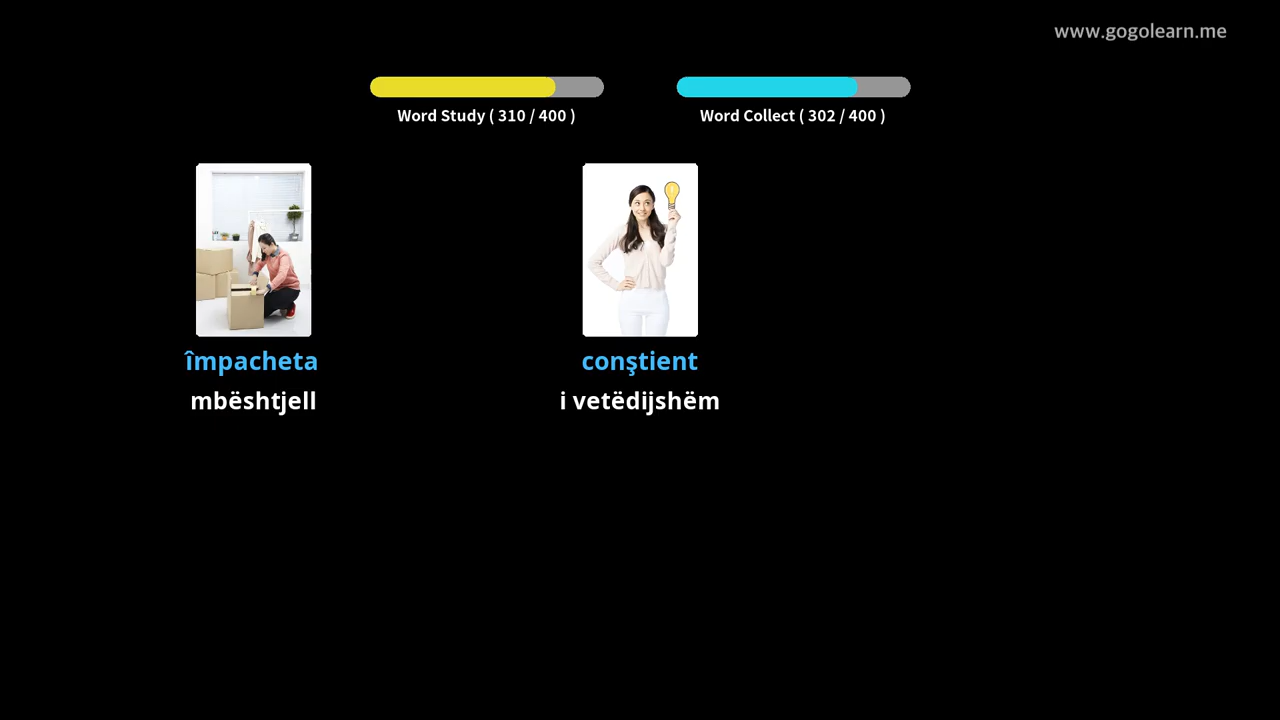 www.gogolearn.me
Word Study ( 310 / 400 )
Word Collect ( 302 / 400 )
împacheta
conştient
mbështjell
i vetëdijshëm